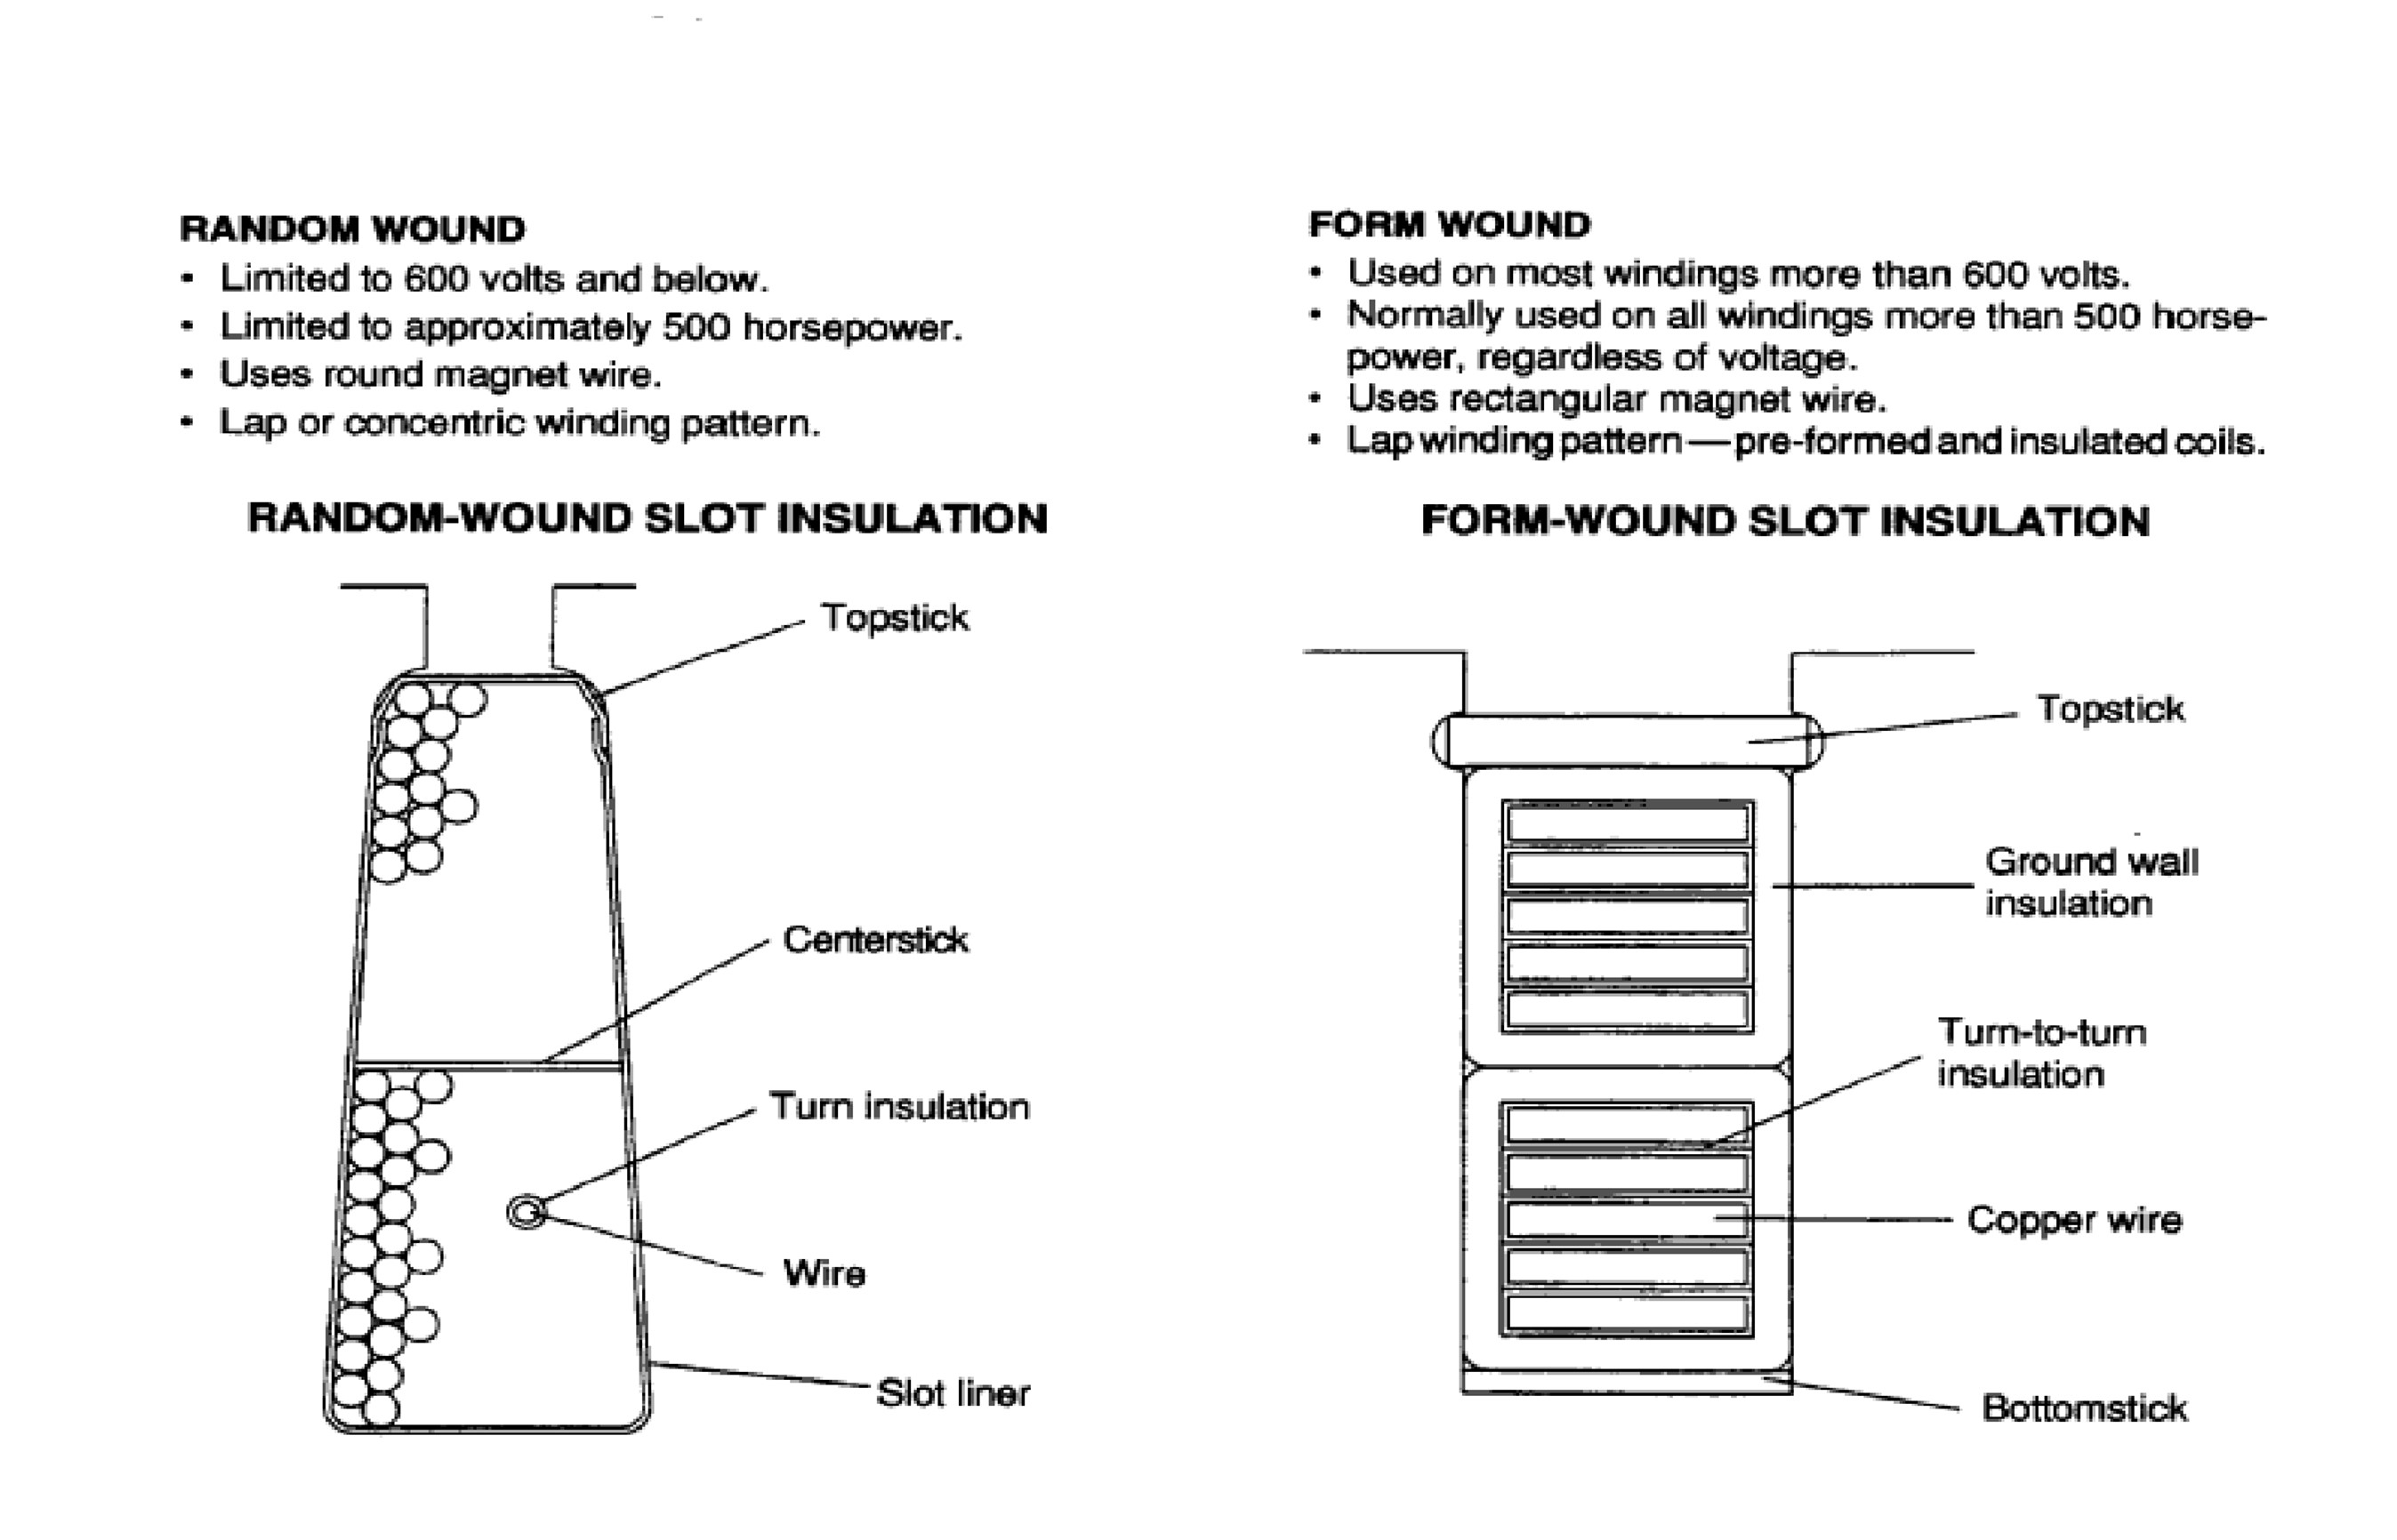 RANDOM WOUND
• Limited to 600 volts and below.
• Limited to approximately 500 horsepower.
• Uses round magnet wire.
• Lap or concentric winding pattern.
RANDOM-WOUND SLOT INSULATION
Topstick
Centerstick
Turn insulation
Wire
Slot liner
FORM WOUND
• Used on most windings more than 600 volts.
• Normally used on all windings more than 500 horse-
power, regardless of voltage.
• Uses rectangular magnet wire.
• Lap winding pattern—pre-formed and insulated coils.
FORM-WOUND SLOT INSULATION
Topstick
Ground wall
insulation
Turn-to-turn
insulation
Copper wire
Bottomstick